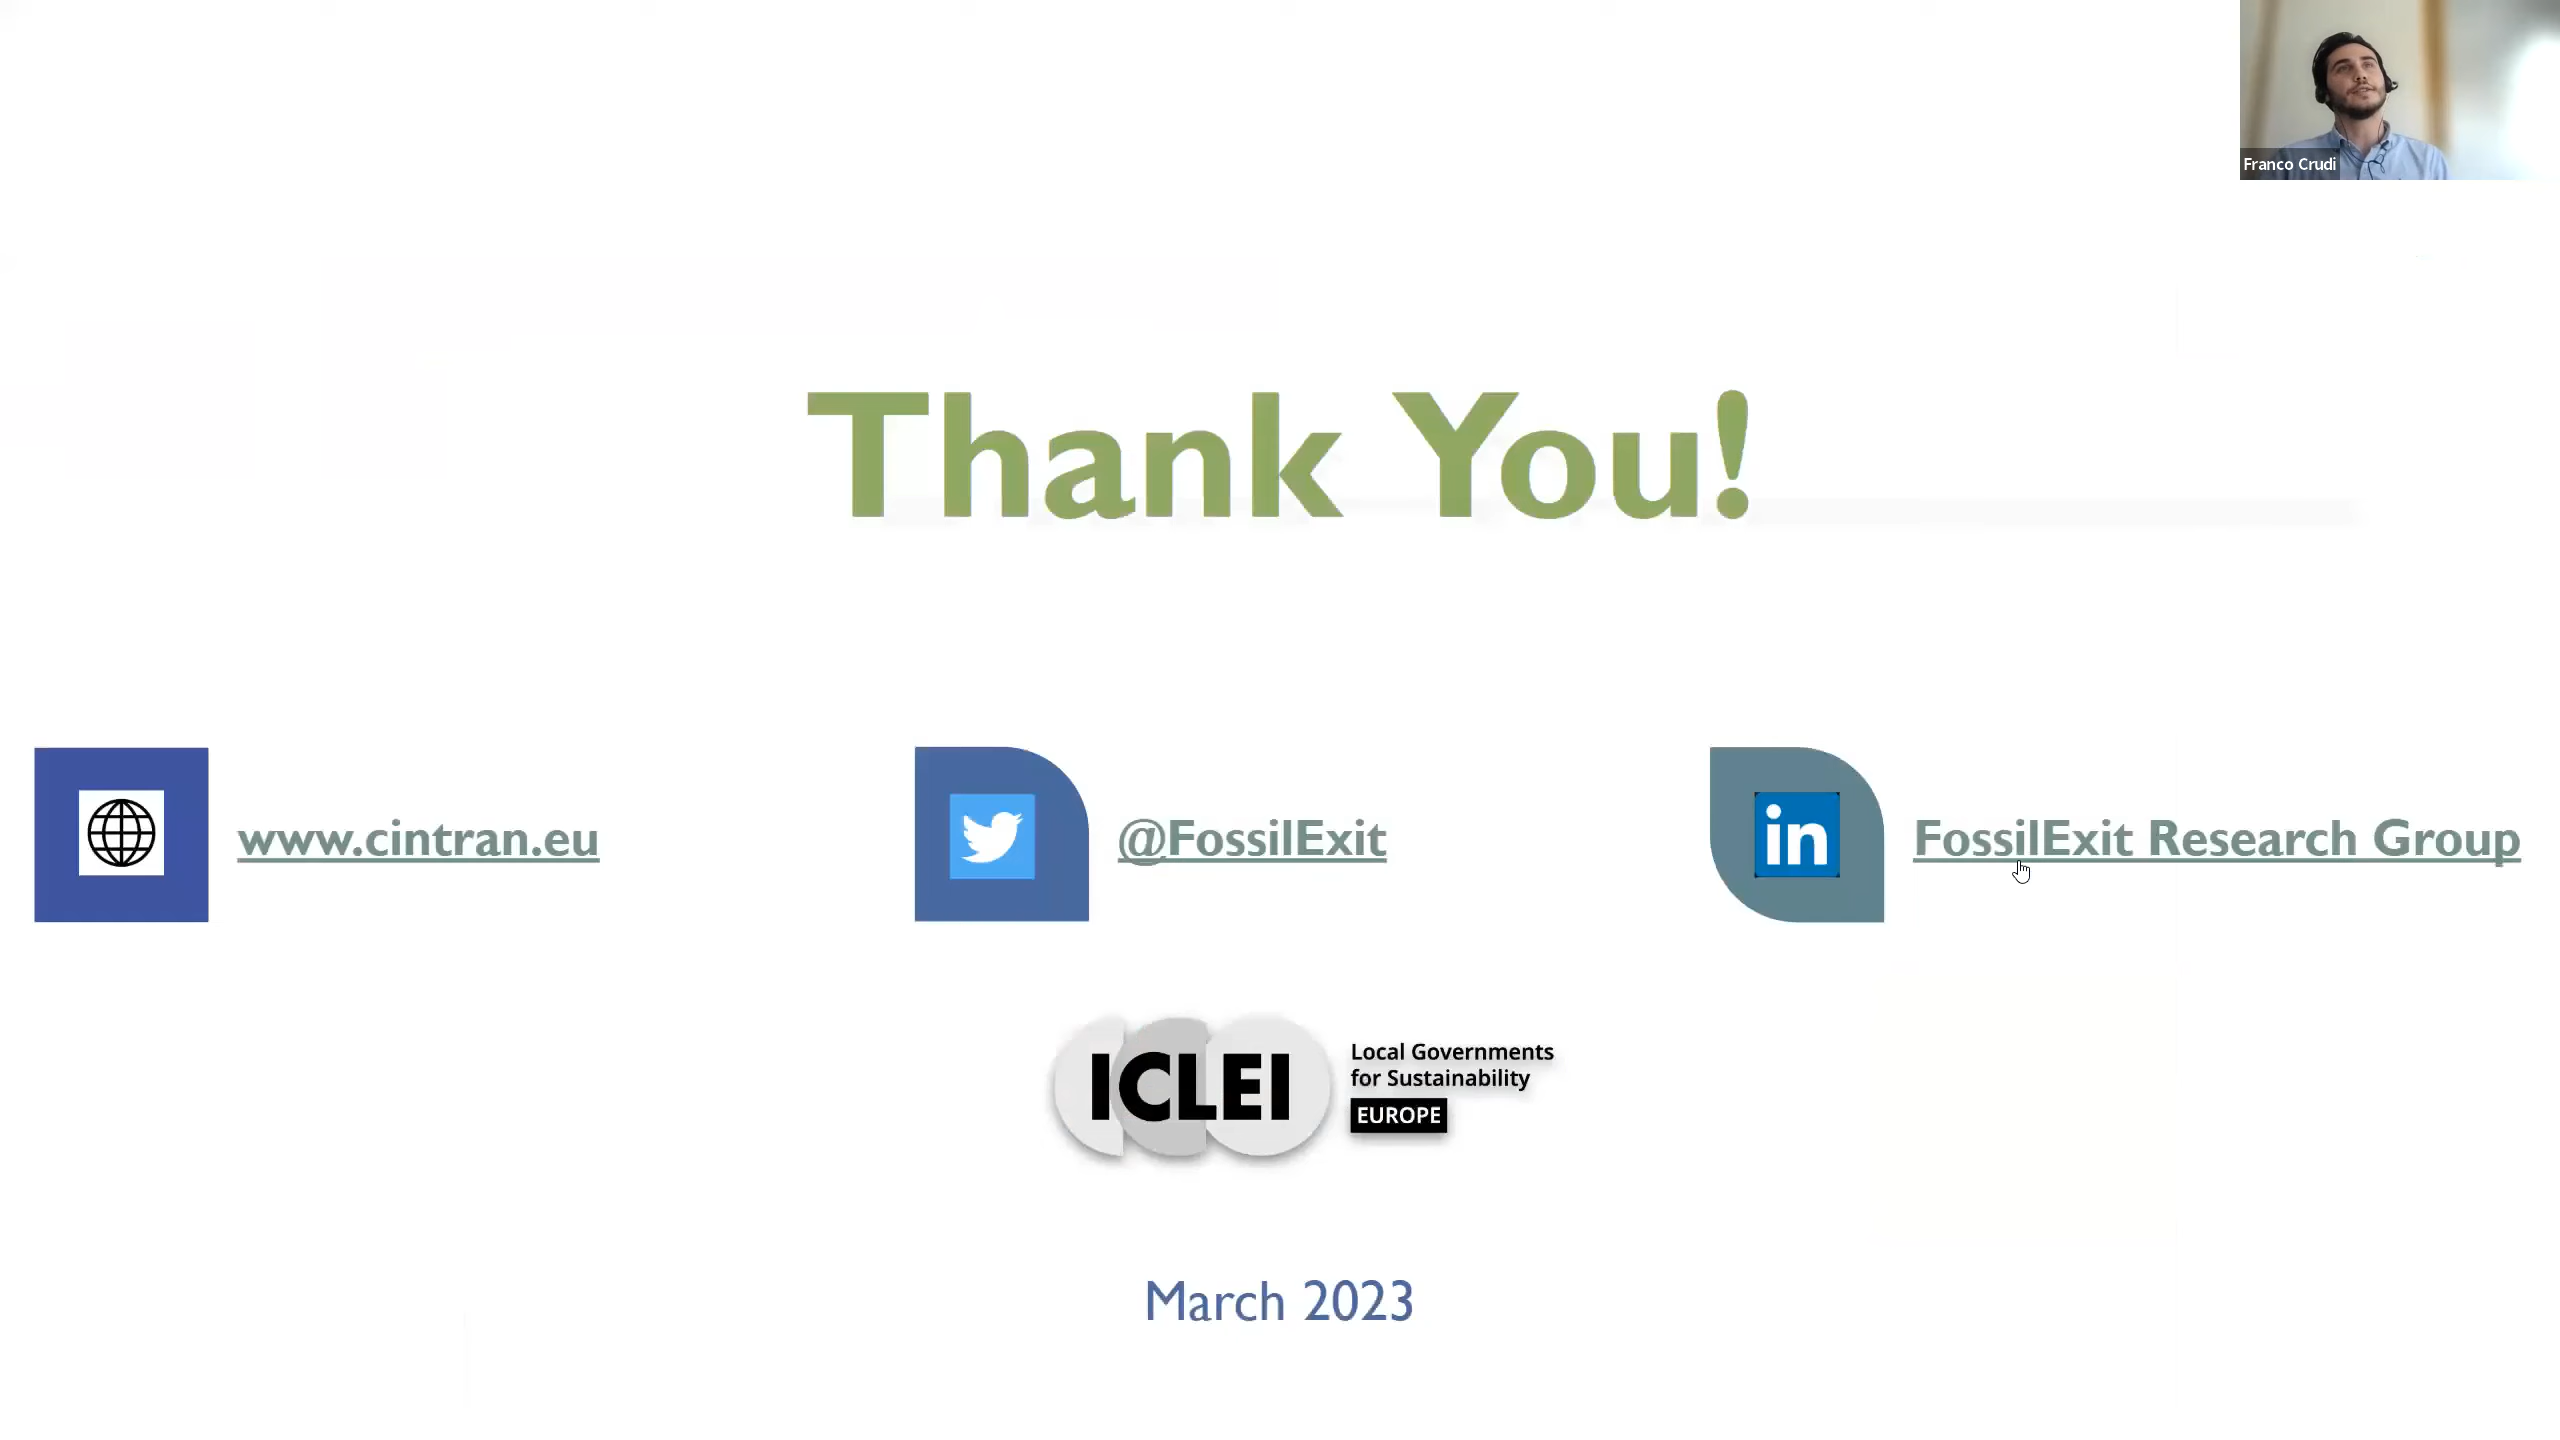 Franco Crudi
Thank You!
www.cintran.eu
@FossilExit
in
FossilExit Research Group
ICLEI
Local Governments
for Sustainability
EUROPE
March 2023